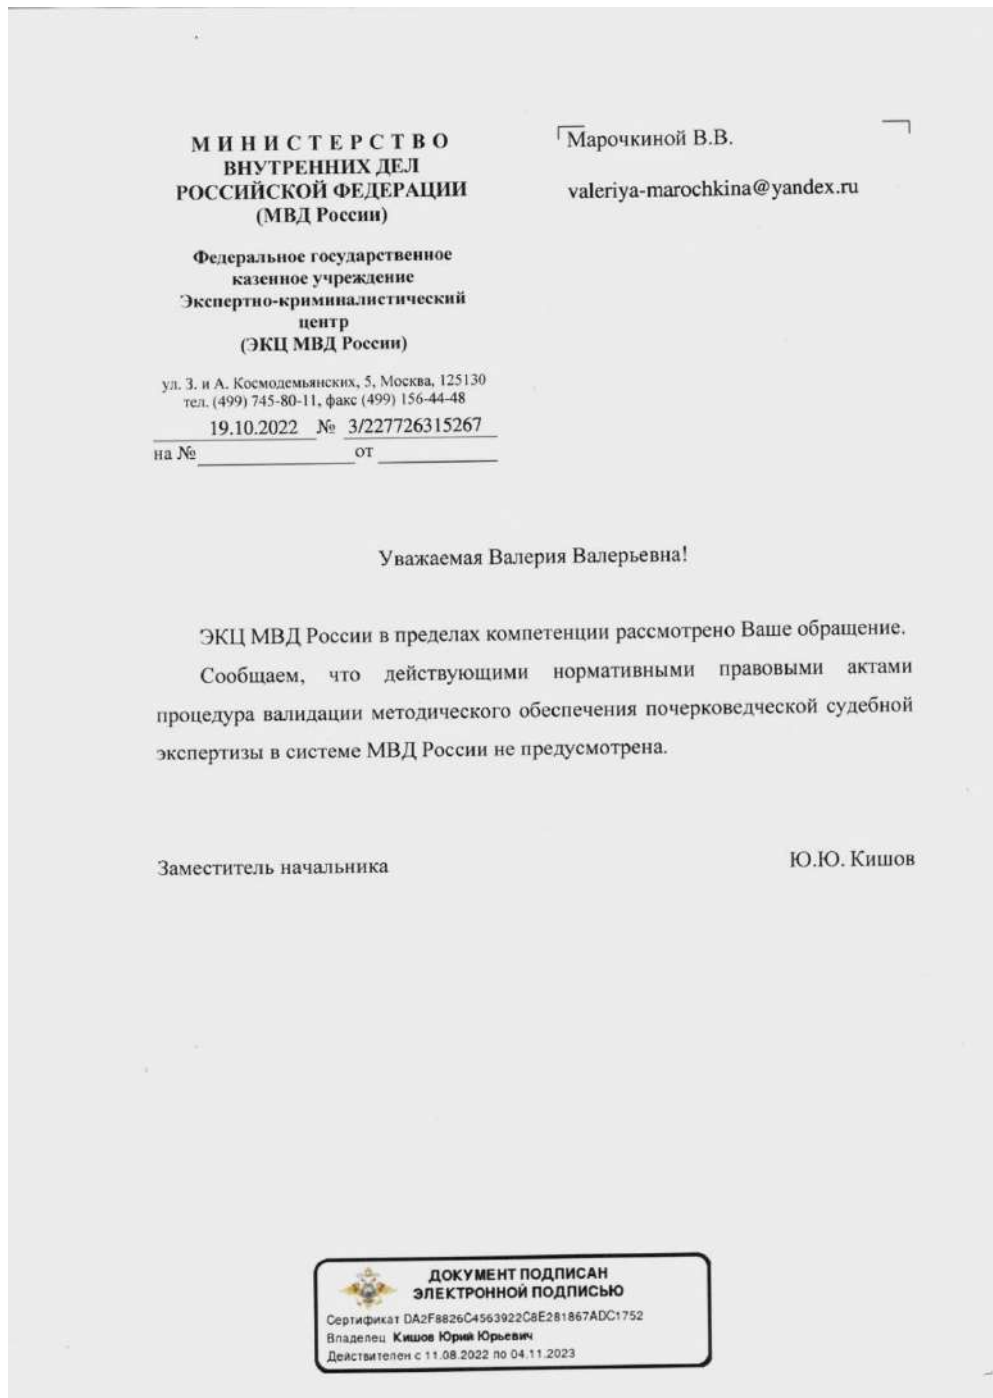 МИНИСТЕРСТВО
ВНУТРЕННИХ ДЕЛ
РОССИЙСКОЙ ФЕДЕРАЦИИ
(МВД России)
Федеральное государственное
казенное учреждение
Экспертно-криминалистический
центр
(ЭКЦ МВД России)
ул. З. и А. Космодемьянских, 5, Москва, 125130
тел. (499) 745-80-11, факс (499) 156-44-48
19.10.2022 № 3/227726315267
на № от
Марочкиной В.В.
valeriya-marochkina@yandex.ru
Уважаемая Валерия Валерьевна!
ЭКЦ МВД России в пределах компетенции рассмотрено Ваше обращение.
Сообщаем, что действующими нормативными правовыми актами
процедура валидации методического обеспечения почерковедческой судебной
экспертизы в системе МВД России не предусмотрена.
Заместитель начальника Ю.Ю. Кишов
ДОКУМЕНТ ПОДПИСАН
ЭЛЕКТРОННОЙ ПОДПИСЬЮ
Сертификат DA2F8826C4563922C8E281867ADC1752
Владелец Кишов Юрий Юрьевич
Действителен с 11.08.2022 по 04.11.2023